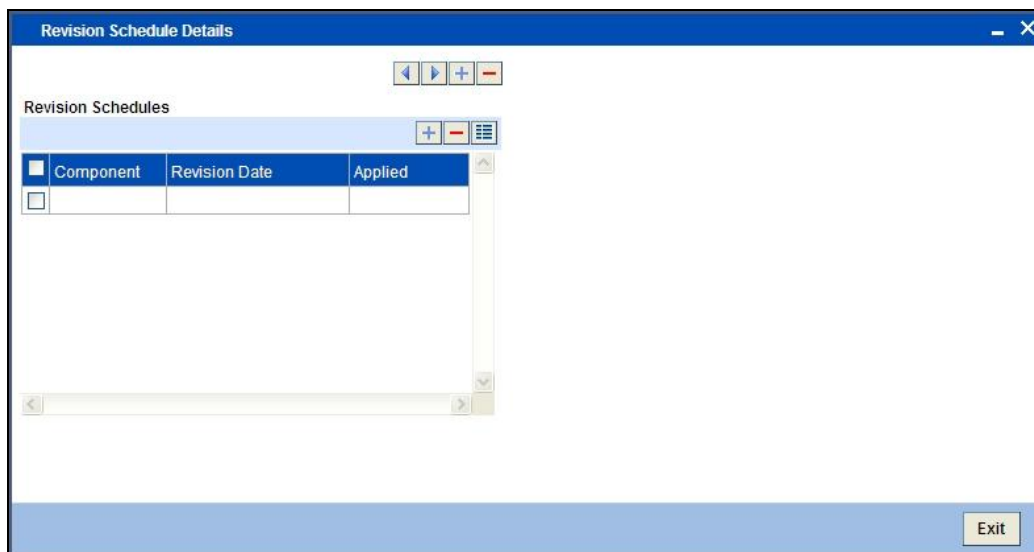 Revision Schedule Details
Revision Schedules
Component Revision Date Applied
Exit